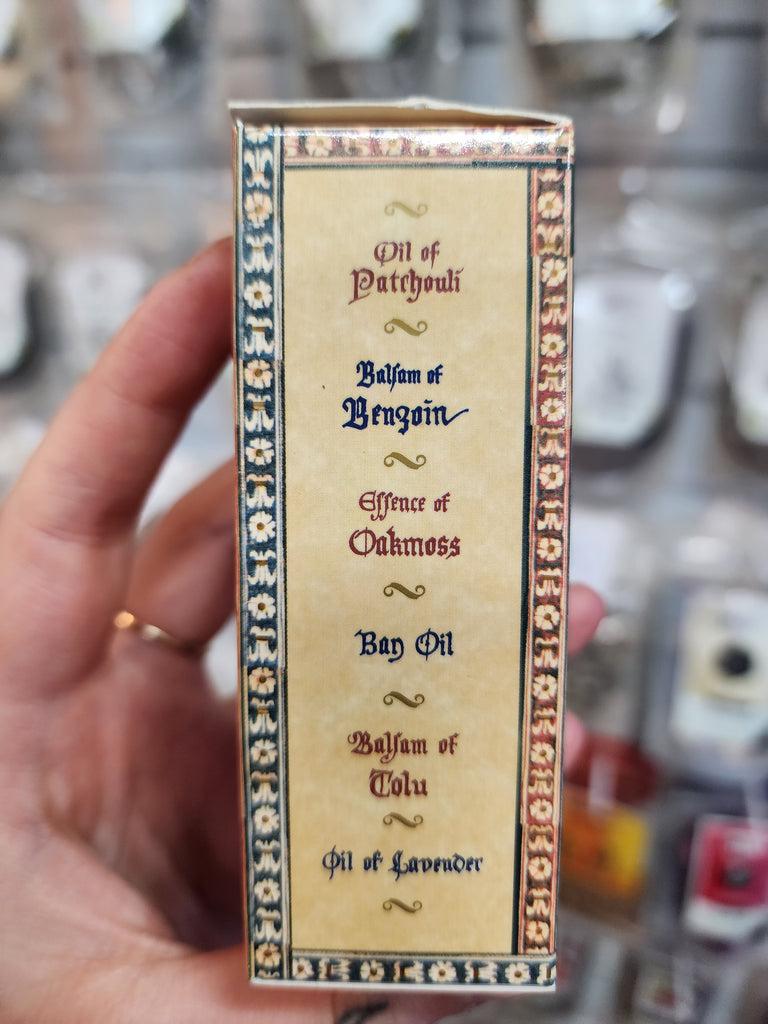 Oil of
Patchouli
Balſam of
Benzoin
Eſſence of
Oakmoss
Bay Oil
Balſam of
Tolu
Oil of Lavender